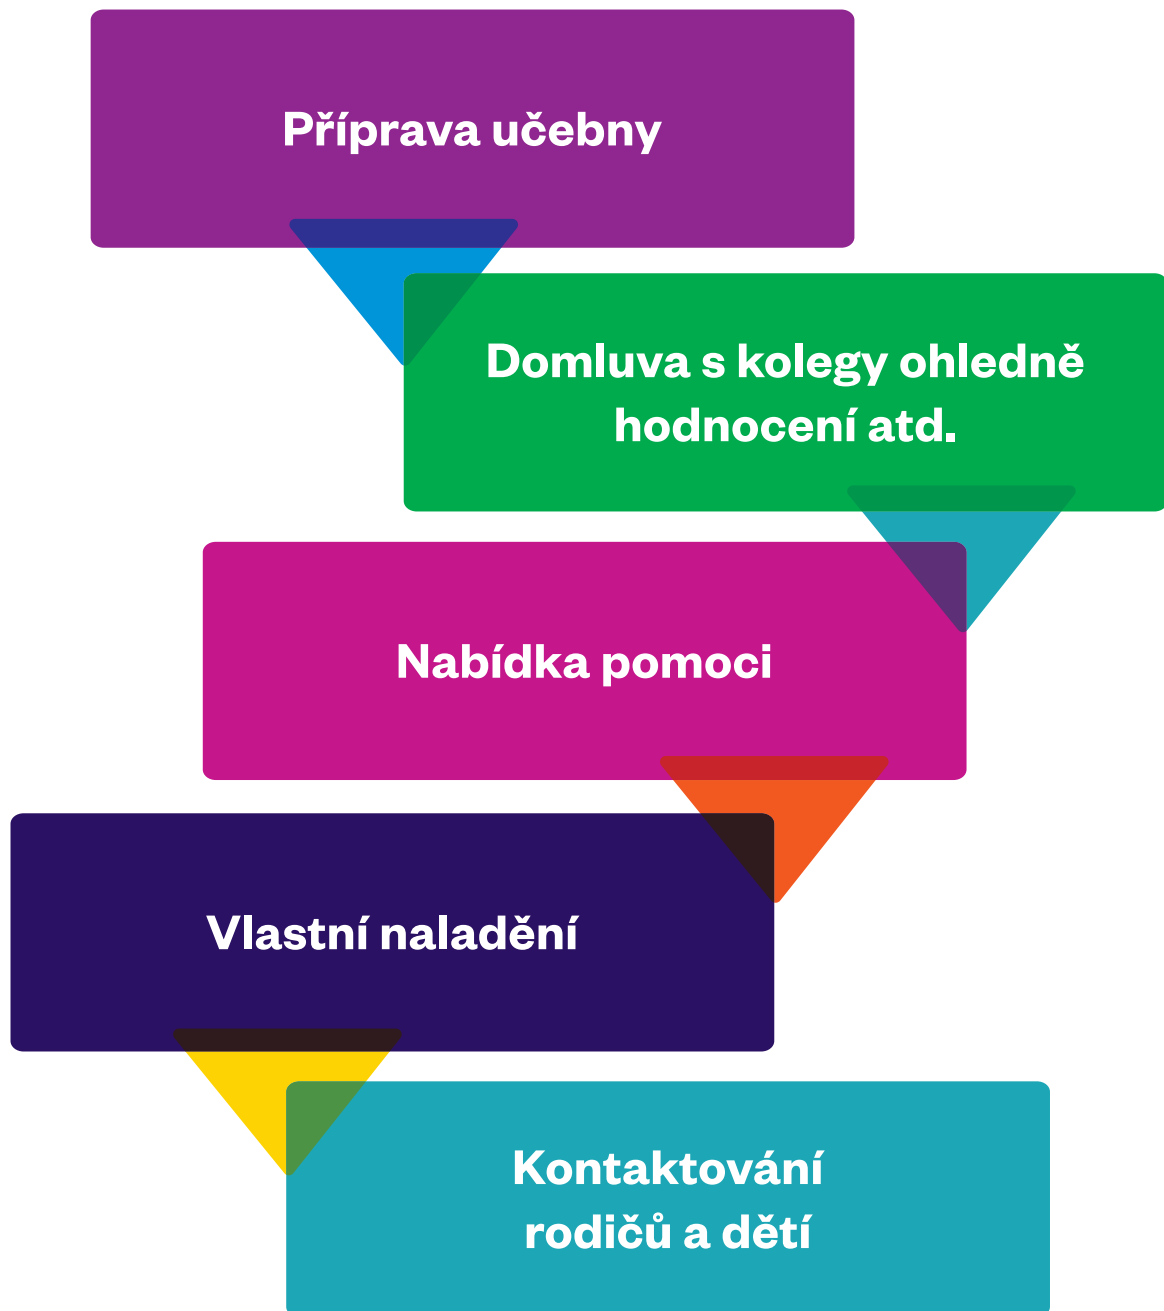 Příprava učebny
Domluva s kolegy ohledně
hodnocení atd.
Nabídka pomoci
Vlastní naladění
Kontaktování
rodičů a dětí